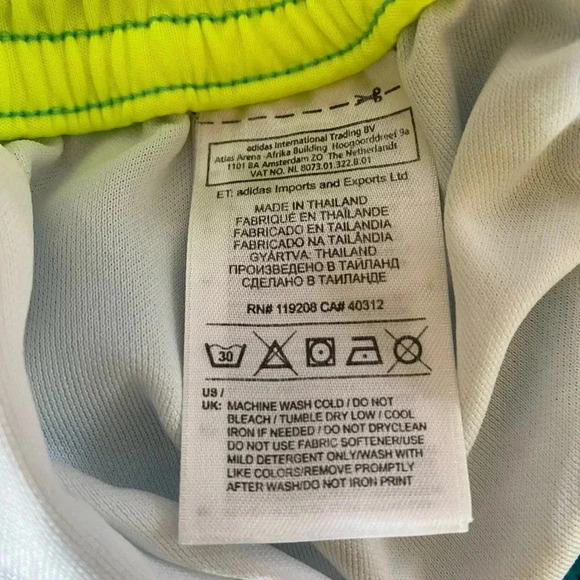 adidas International Trading BV
Atlas Arena -Afrika Building Hoogoorddreef 9a
1101 BA Amsterdam ZO The Netherlands
VAT NO. NL 8073.01.322.B.01
ET: adidas Imports and Exports Ltd
MADE IN THAILAND
FABRIQUÉ EN THAÏLANDE
FABRICADO EN TAILANDIA
FABRICADO NA TAILÂNDIA
GYÁRTVA: THAILAND
ПРОИЗВЕДЕНО В ТАИЛАНД
СДЕЛАНО В ТАИЛАНДЕ
RN# 119208 CA# 40312
30
US /
UK: MACHINE WASH COLD / DO NOT
BLEACH / TUMBLE DRY LOW / COOL
IRON IF NEEDED / DO NOT DRYCLEAN
DO NOT USE FABRIC SOFTENER/USE
MILD DETERGENT ONLY/WASH WITH
LIKE COLORS/REMOVE PROMPTLY
AFTER WASH/DO NOT IRON PRINT